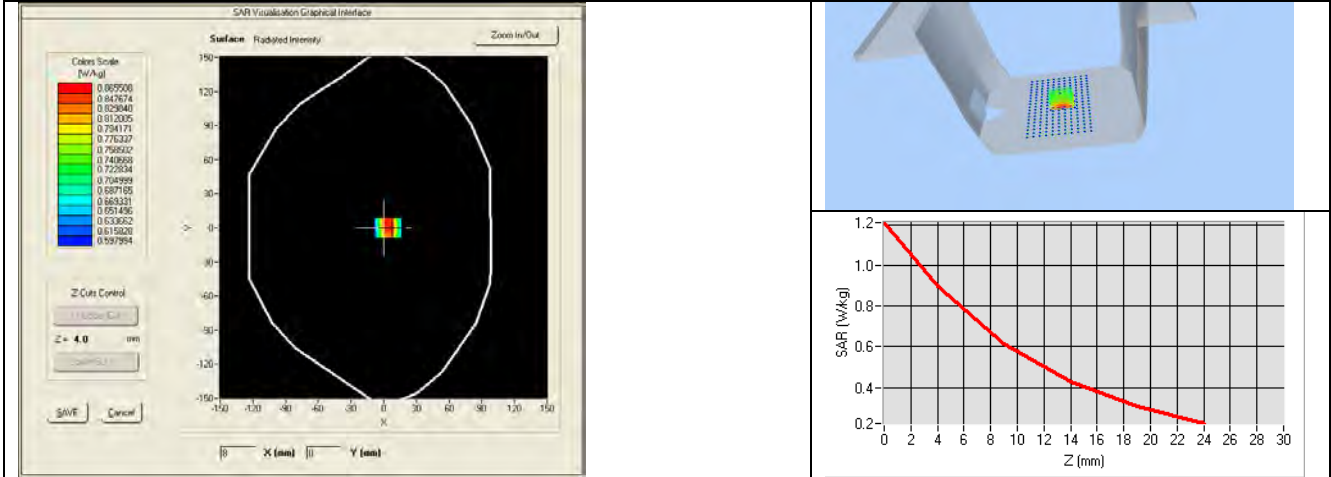 SAR Visualisation Graphical Interface
Surface Radiated Intensity
Zoom In/Out
Colors Scale
(W/kg)
0.865508
0.847674
0.829840
0.812005
0.794171
0.776337
0.758502
0.740668
0.722834
0.704999
0.687165
0.669331
0.651496
0.633662
0.615828
0.597994
Z Cuts Control
Z = 4.0 mm
SAVE Cancel
150
120
90
60
30
0
-30
-60
-90
-120
-150
Y
-150 -120 -90 -60 -30 0 30 60 90 120 150
X
8 X (mm) 0 Y (mm)
1.2
1.0
0.8
0.6
0.4
0.2
SAR (W/kg)
0 2 4 6 8 10 12 14 16 18 20 22 24 26 28 30
Z (mm)